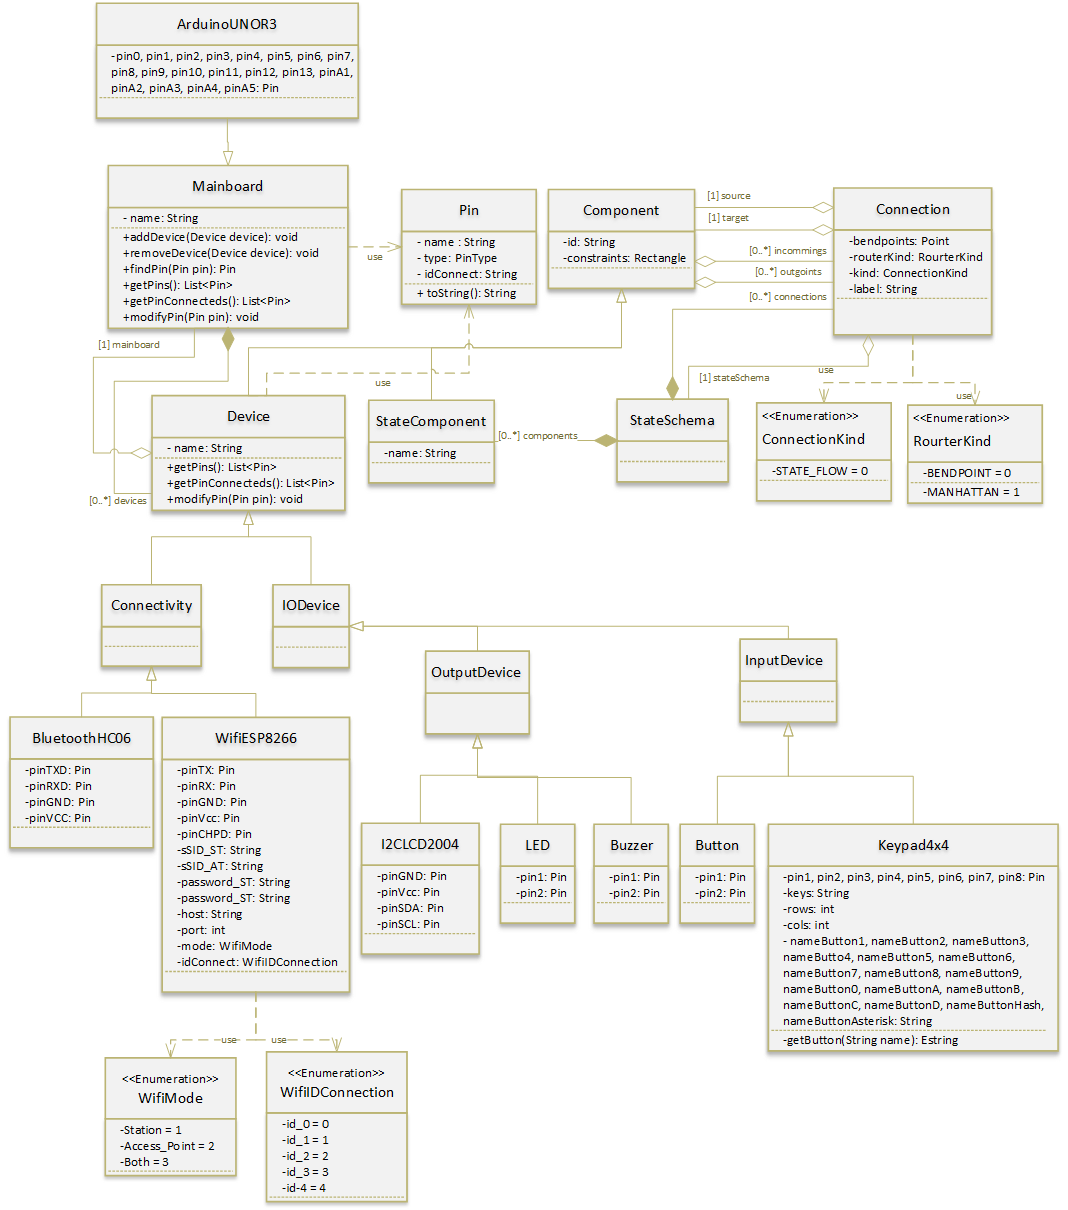 ArduinoUNOR3
-pin0, pin1, pin2, pin3, pin4, pin5, pin6, pin7,
pin8, pin9, pin10, pin11, pin12, pin13, pinA1,
pinA2, pinA3, pinA4, pinA5: Pin
Mainboard
- name: String
+addDevice(Device device): void
+removeDevice(Device device): void
+findPin(Pin pin): Pin
+getPins(): List<Pin>
+getPinConnecteds(): List<Pin>
+modifyPin(Pin pin): void
use
Pin
- name : String
- type: PinType
- idConnect: String
+ toString(): String
Component
-id: String
-constraints: Rectangle
[1] source
[1] target
[0..*] incommings
[0..*] outgoints
[0..*] connections
Connection
-bendpoints: Point
-routerKind: RourterKind
-kind: ConnectionKind
-label: String
[1] mainboard
[0..*] devices
use
[1] stateSchema
use
use
Device
- name: String
+getPins(): List<Pin>
+getPinConnecteds(): List<Pin>
+modifyPin(Pin pin): void
StateComponent
-name: String
[0..*] components
StateSchema
<<Enumeration>>
ConnectionKind
-STATE_FLOW = 0
<<Enumeration>>
RourterKind
-BENDPOINT = 0
-MANHATTAN = 1
Connectivity
IODevice
OutputDevice
InputDevice
BluetoothHC06
-pinTXD: Pin
-pinRXD: Pin
-pinGND: Pin
-pinVCC: Pin
WifiESP8266
-pinTX: Pin
-pinRX: Pin
-pinGND: Pin
-pinVcc: Pin
-pinCHPD: Pin
-sSID_ST: String
-sSID_AT: String
-password_ST: String
-password_ST: String
-host: String
-port: int
-mode: WifiMode
-idConnect: WifiIDConnection
I2CLCD2004
-pinGND: Pin
-pinVcc: Pin
-pinSDA: Pin
-pinSCL: Pin
LED
-pin1: Pin
-pin2: Pin
Buzzer
-pin1: Pin
-pin2: Pin
Button
-pin1: Pin
-pin2: Pin
Keypad4x4
-pin1, pin2, pin3, pin4, pin5, pin6, pin7, pin8: Pin
-keys: String
-rows: int
-cols: int
- nameButton1, nameButton2, nameButton3,
nameButto4, nameButton5, nameButton6,
nameButton7, nameButton8, nameButton9,
nameButton0, nameButtonA, nameButtonB,
nameButtonC, nameButtonD, nameButtonHash,
nameButtonAsterisk: String
-getButton(String name): Estring
use
use
<<Enumeration>>
WifiMode
-Station = 1
-Access_Point = 2
-Both = 3
<<Enumeration>>
WifiIDConnection
-id_0 = 0
-id_1 = 1
-id_2 = 2
-id_3 = 3
-id-4 = 4